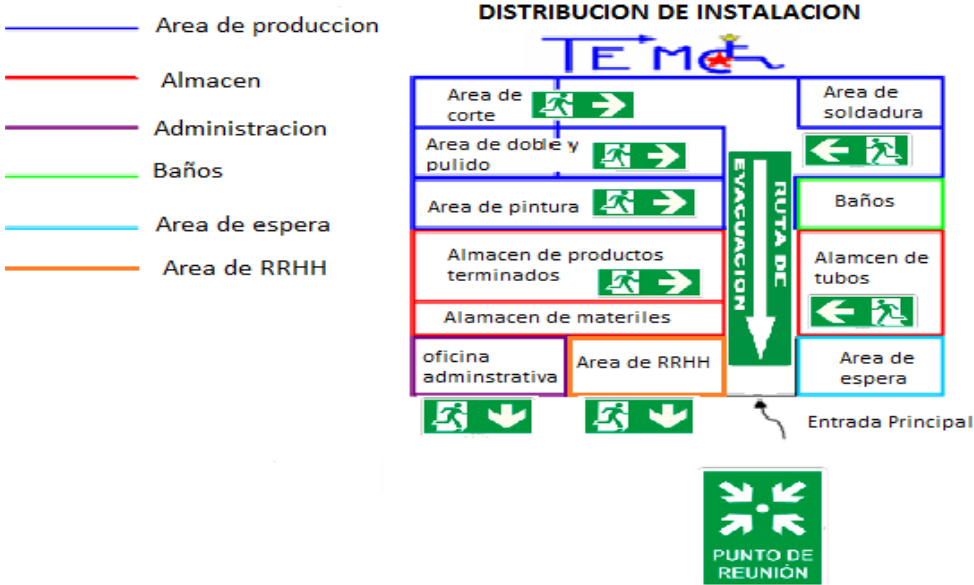 DISTRIBUCION DE INSTALACION
TEMCA
Area de produccion
Almacen
Administracion
Baños
Area de espera
Area de RRHH
Area de
corte
Area de
soldadura
Area de doble y
pulido
Area de pintura
Baños
RUTA DE
EVACUACION
Almacen de productos
terminados
Alamcen de
tubos
Alamacen de materiles
oficina
adminstrativa
Area de RRHH
Area de
espera
Entrada Principal
PUNTO DE
REUNIÓN